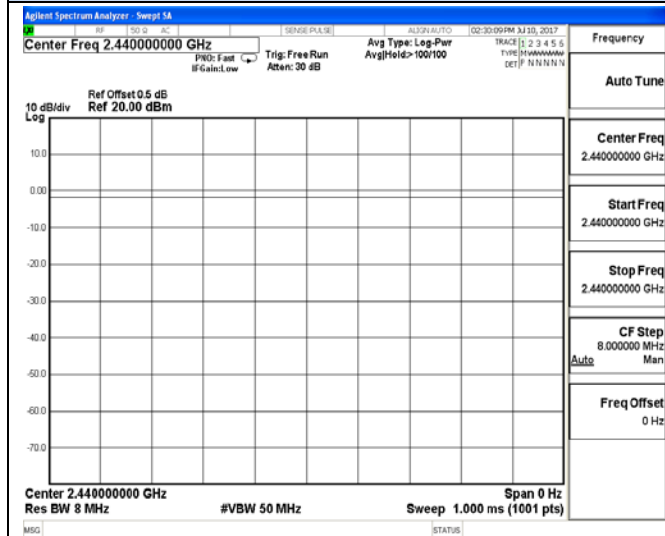 Agilent Spectrum Analyzer - Swept SA
RF 50 Ω AC SENSE:PULSE ALIGN AUTO 02:30:09 PM Jul 10, 2017
Center Freq 2.440000000 GHz
PNO: Fast
IFGain:Low
Trig: Free Run
Atten: 30 dB
Avg Type: Log-Pwr
Avg|Hold:>100/100
TRACE 1 2 3 4 5 6
TYPE MWWWWW
DET P NNNNN
Ref Offset 0.5 dB
Ref 20.00 dBm
10 dB/div
Log
10.0
0.00
-10.0
-20.0
-30.0
-40.0
-50.0
-60.0
-70.0
Center 2.440000000 GHz
Span 0 Hz
Res BW 8 MHz
#VBW 50 MHz
Sweep 1.000 ms (1001 pts)
MSG
STATUS
Frequency
Auto Tune
Center Freq
2.440000000 GHz
Start Freq
2.440000000 GHz
Stop Freq
2.440000000 GHz
CF Step
8.000000 MHz
Auto Man
Freq Offset
0 Hz